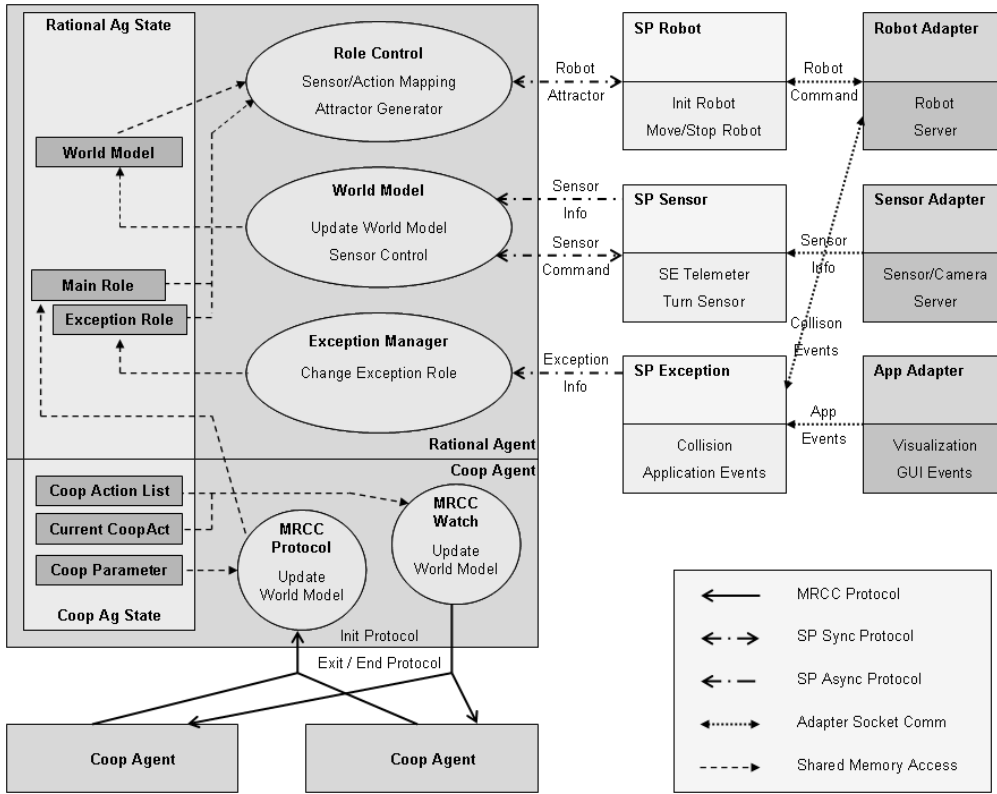 Rational Ag State
Role Control
Sensor/Action Mapping
Attractor Generator
World Model
World Model
Update World Model
Sensor Control
Main Role
Exception Role
Exception Manager
Change Exception Role
Rational Agent
Coop Agent
Coop Action List
Current CoopAct
Coop Parameter
Coop Ag State
MRCC
Protocol
Update
World Model
MRCC
Watch
Update
World Model
Init Protocol
Exit / End Protocol
Coop Agent
Coop Agent
Robot
Attractor
Sensor
Info
Sensor
Command
Exception
Info
SP Robot
Init Robot
Move/Stop Robot
SP Sensor
SE Telemeter
Turn Sensor
SP Exception
Collision
Application Events
Robot
Command
Sensor
Info
Collison
Events
App
Events
Robot Adapter
Robot
Server
Sensor Adapter
Sensor/Camera
Server
App Adapter
Visualization
GUI Events
MRCC Protocol
SP Sync Protocol
SP Async Protocol
Adapter Socket Comm
Shared Memory Access